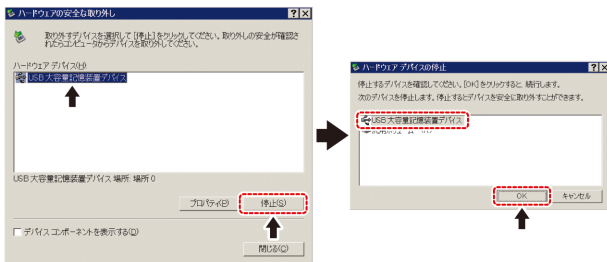 ハードウェアの安全な取り外し
取り外すデバイスを選択して [停止] をクリックしてください。取り外しの安全が確認さ
れたらコンピュータからデバイスを取り外してください。
ハードウェア デバイス(H):
USB 大容量記憶装置デバイス
USB 大容量記憶装置デバイス 場所 場所 0
プロパティ(P)
停止(S)
デバイス コンポーネントを表示する(D)
閉じる(C)
ハードウェア デバイスの停止
停止するデバイスを確認してください。[OK] をクリックすると、続行します。
次のデバイスを停止します。停止するとデバイスを安全に取り外すことができます。
USB 大容量記憶装置デバイス
OK
キャンセル